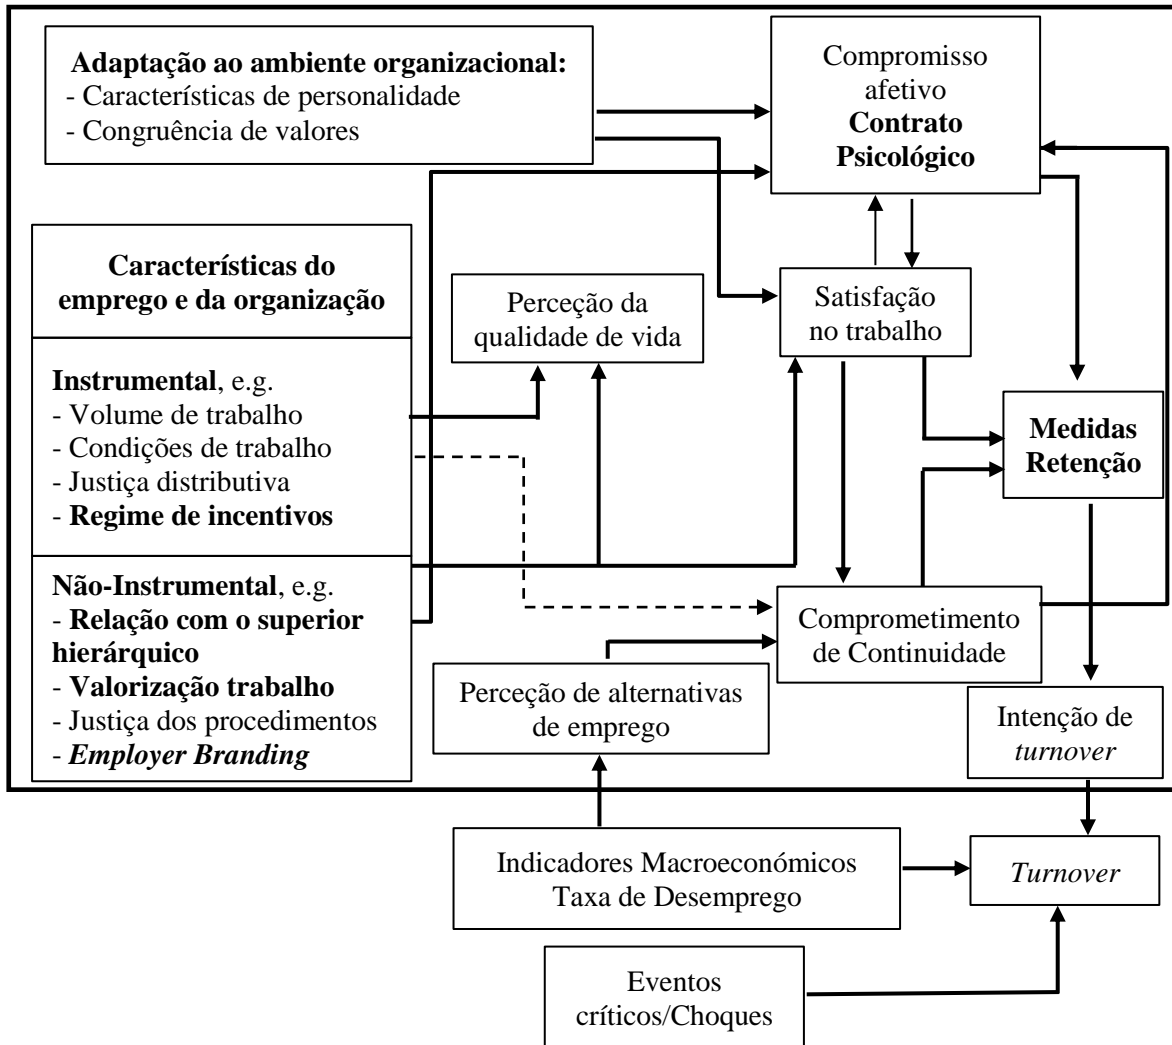 Adaptação ao ambiente organizacional:
- Características de personalidade
- Congruência de valores
Compromisso
afetivo
Contrato
Psicológico
Características do
emprego e da organização
Instrumental, e.g.
- Volume de trabalho
- Condições de trabalho
- Justiça distributiva
- Regime de incentivos
Não-Instrumental, e.g.
- Relação com o superior
hierárquico
- Valorização trabalho
- Justiça dos procedimentos
- Employer Branding
Perceção da
qualidade de vida
Satisfação
no trabalho
Medidas
Retenção
Comprometimento
de Continuidade
Perceção de alternativas
de emprego
Intenção de
turnover
Indicadores Macroeconómicos
Taxa de Desemprego
Turnover
Eventos
críticos/Choques